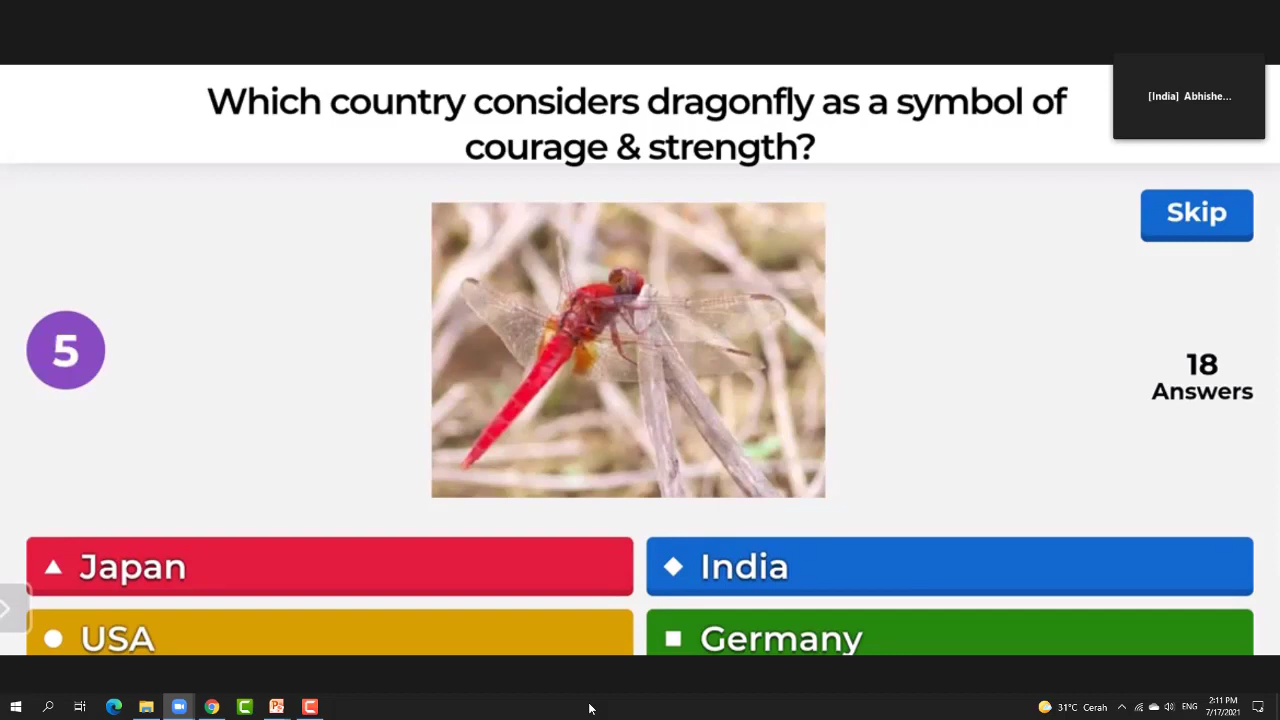 Which country considers dragonfly as a symbol of
courage & strength?
[India] Abhishe...
Skip
5
18
Answers
Japan
India
USA
Germany
31°C Cerah
ENG
2:11 PM
7/17/2021